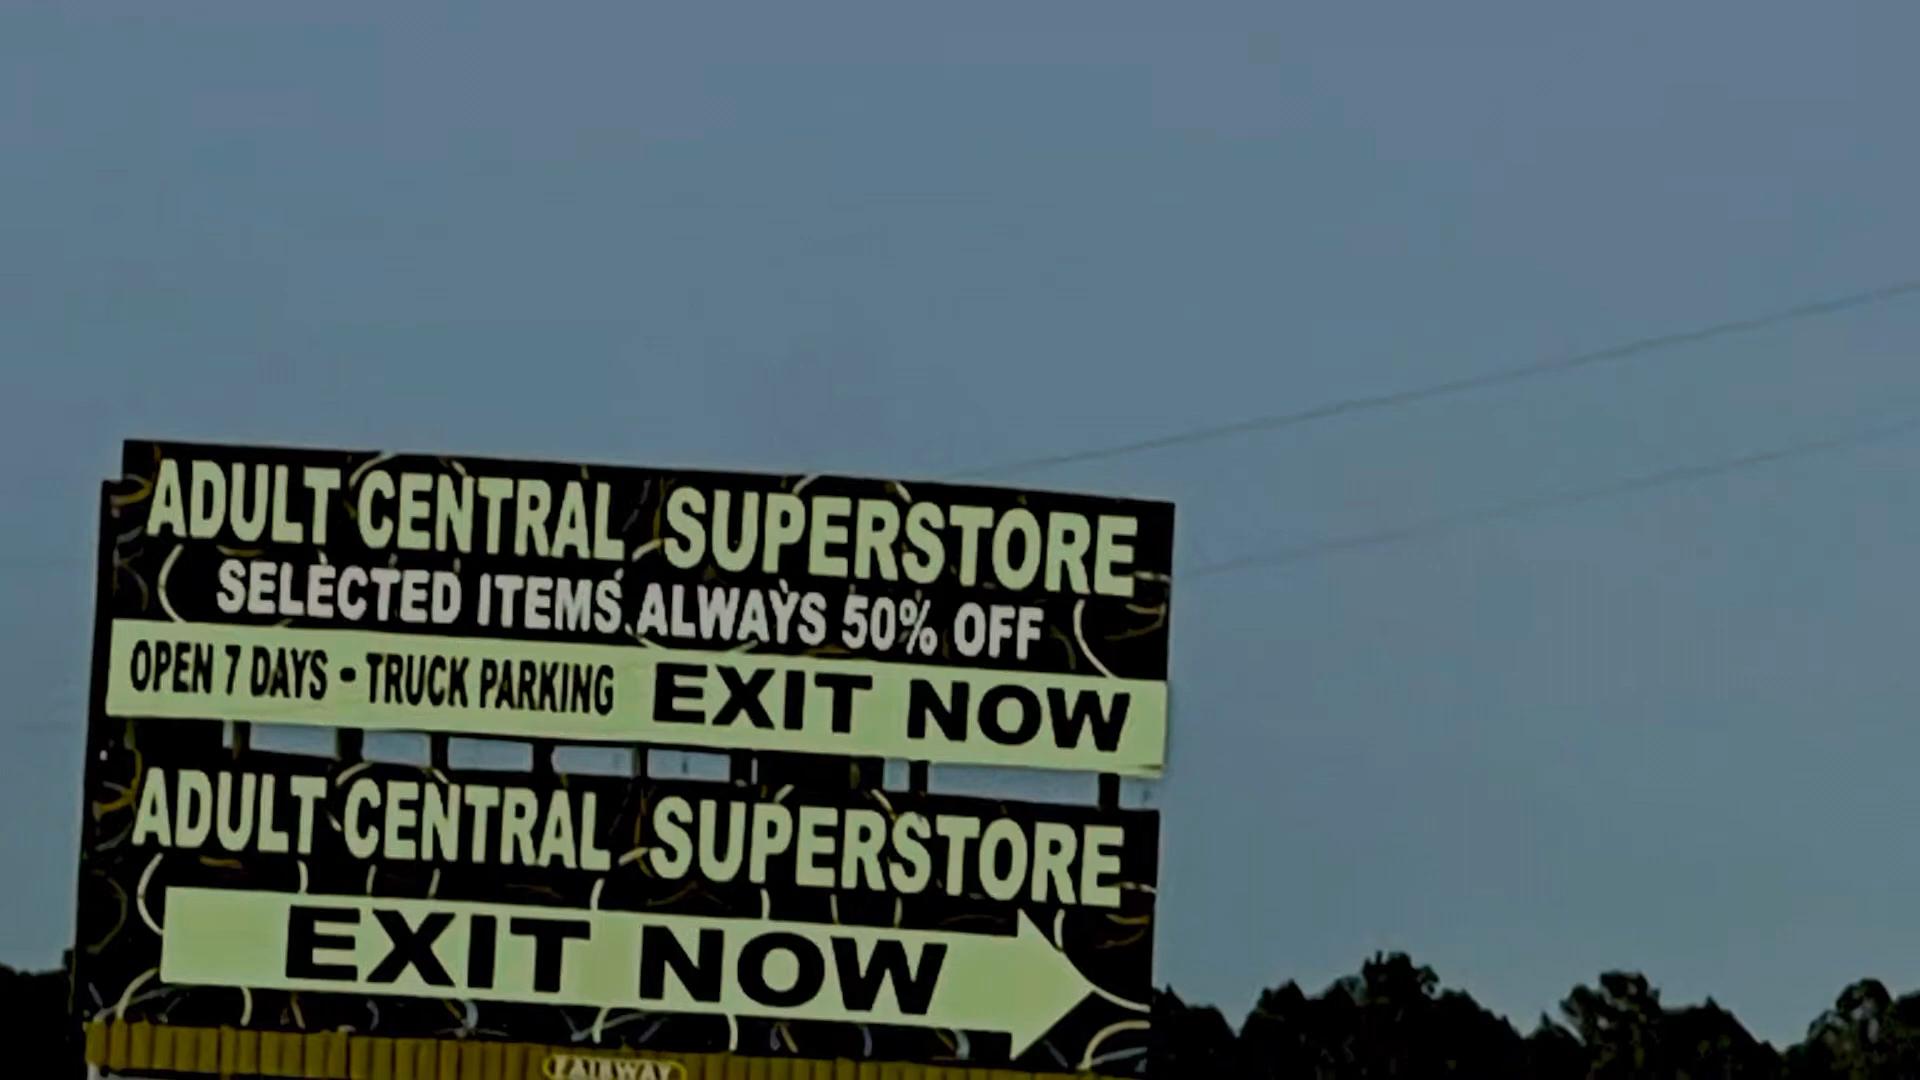 ADULT CENTRAL SUPERSTORE
SELECTED ITEMS ALWAYS 50% OFF
OPEN 7 DAYS - TRUCK PARKING EXIT NOW
ADULT CENTRAL SUPERSTORE
EXIT NOW
FAIRWAY